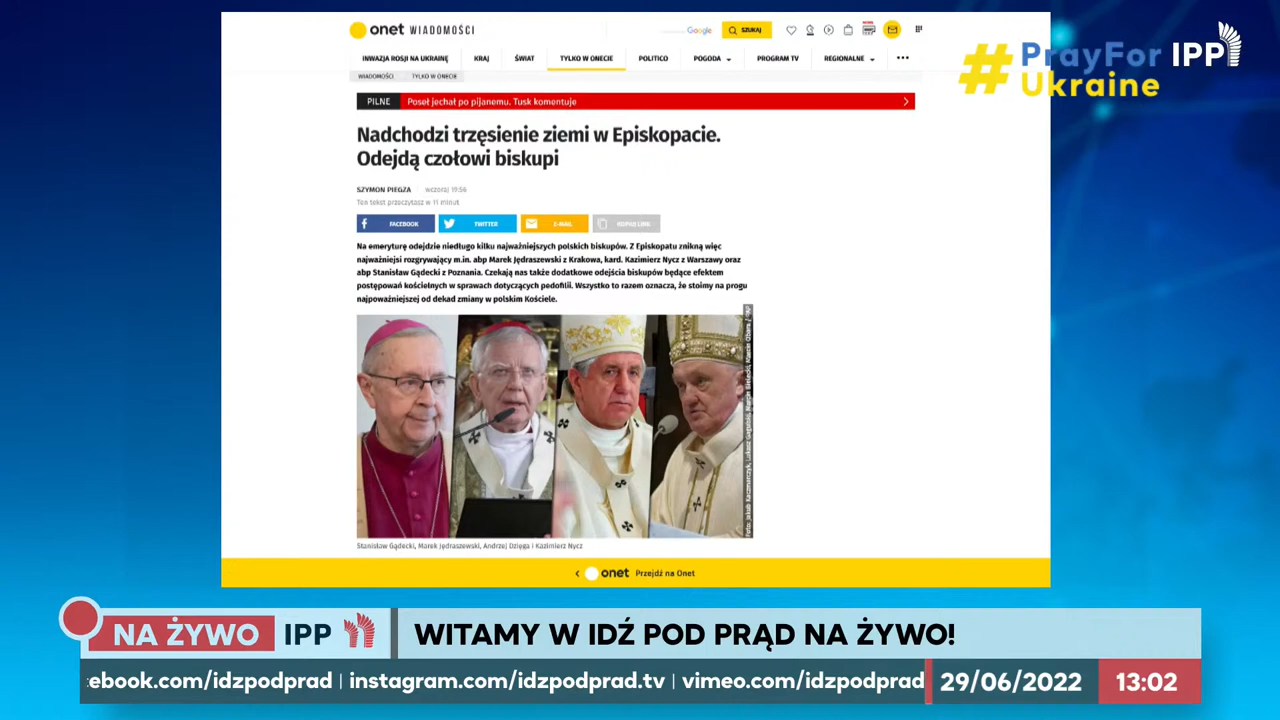 onet WIADOMOŚCI
Google
SZUKAJ
INWAZJA ROSJI NA UKRAINĘ KRAJ ŚWIAT TYLKO W ONECIE POLITICO POGODA PROGRAM TV REGIONALNE
WIADOMOŚCI TYLKO W ONECIE
#PrayFor
Ukraine
IPP
PILNE Poseł jechał po pijanemu. Tusk komentuje
Nadchodzi trzęsienie ziemi w Episkopacie.
Odejdą czołowi biskupi
SZYMON PIEGZA wczoraj 19:56
Ten tekst przeczytasz w 11 minut
FACEBOOK TWITTER E-MAIL KOPIUJ LINK
Na emeryturę odejdzie niedługo kilku najważniejszych polskich biskupów. Z Episkopatu znikną więc
najważniejsi rozgrywający m.in. abp Marek Jędraszewski z Krakowa, kard. Kazimierz Nycz z Warszawy oraz
abp Stanisław Gądecki z Poznania. Czekają nas także dodatkowe odejścia biskupów będące efektem
postępowań kościelnych w sprawach dotyczących pedofilii. Wszystko to razem oznacza, że stoimy na progu
najpoważniejszej od dekad zmiany w polskim Kościele.
Stanisław Gądecki, Marek Jędraszewski, Andrzej Dzięga i Kazimierz Nycz
onet Przejdź na Onet
NA ŻYWO IPP
WITAMY W IDŹ POD PRĄD NA ŻYWO!
ebook.com/idzpodprad | instagram.com/idzpodprad.tv | vimeo.com/idzpodprad
29/06/2022 13:02